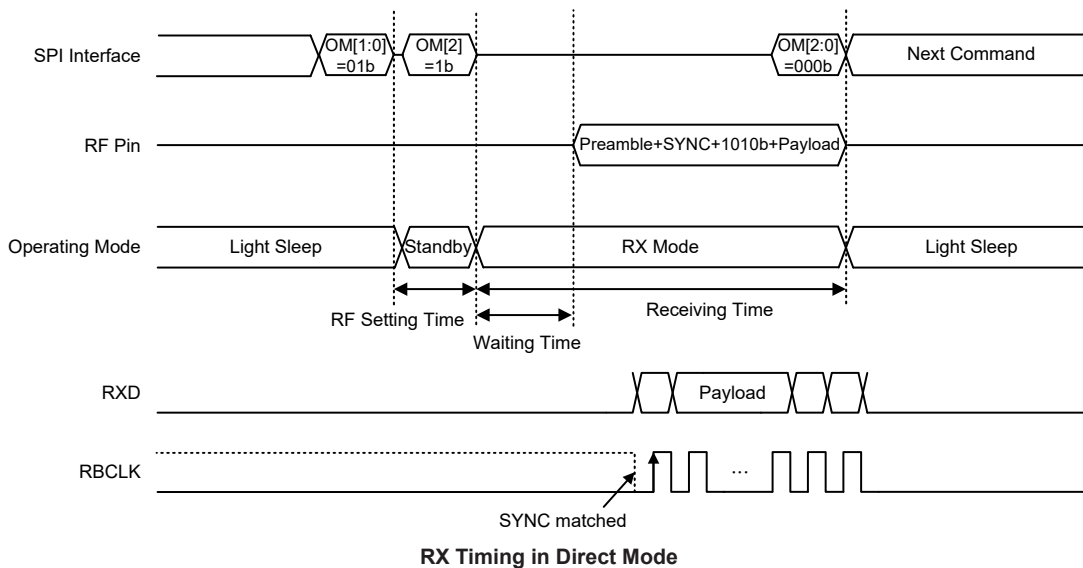 SPI Interface
OM[1:0]
=01b
OM[2]
=1b
OM[2:0]
=000b
Next Command
RF Pin
Preamble+SYNC+1010b+Payload
Operating Mode
Light Sleep
Standby
RX Mode
Light Sleep
RF Setting Time
Receiving Time
Waiting Time
RXD
Payload
RBCLK
...
SYNC matched
RX Timing in Direct Mode